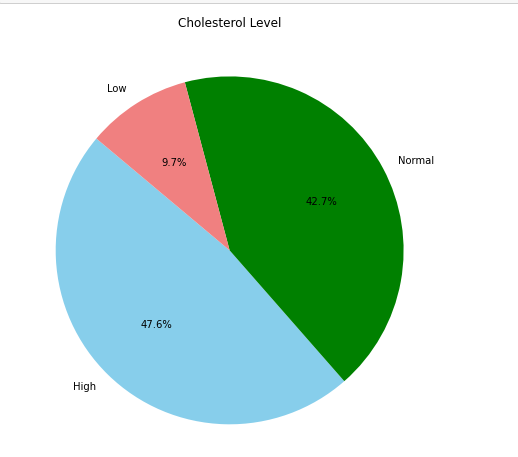 Cholesterol Level
Low
Normal
9.7%
42.7%
47.6%
High